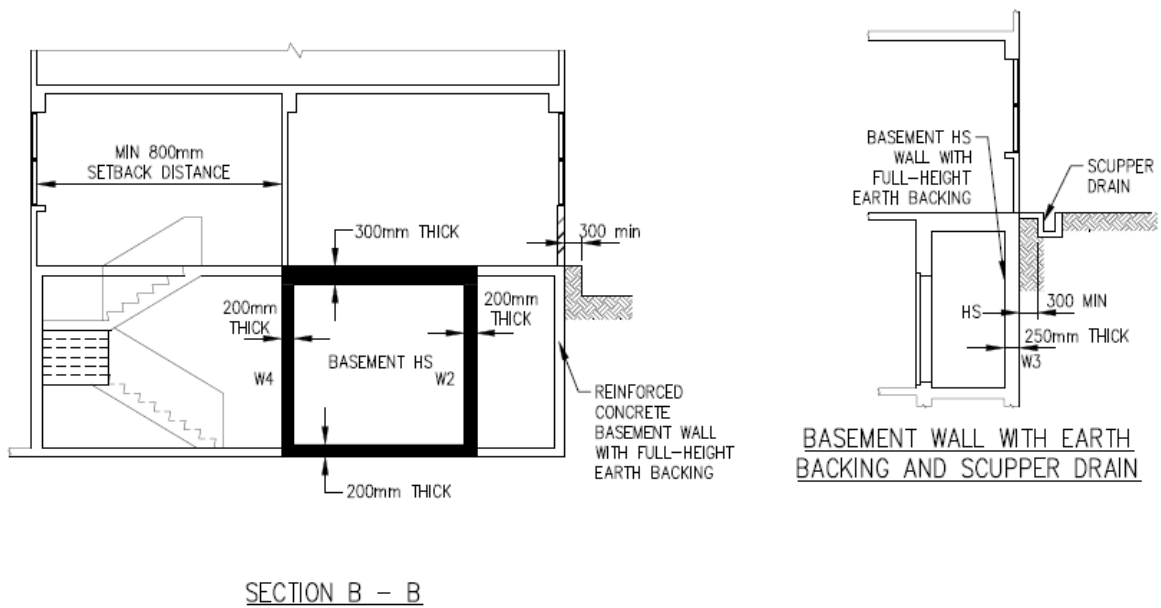 MIN 800mm
SETBACK DISTANCE
300mm THICK
300 min
200mm
THICK
200mm
THICK
BASEMENT HS
W4
W2
REINFORCED
CONCRETE
BASEMENT WALL
WITH FULL-HEIGHT
EARTH BACKING
200mm THICK
SECTION B - B
BASEMENT HS
WALL WITH
FULL-HEIGHT
EARTH BACKING
SCUPPER
DRAIN
HS
300 MIN
250mm THICK
W3
BASEMENT WALL WITH EARTH
BACKING AND SCUPPER DRAIN